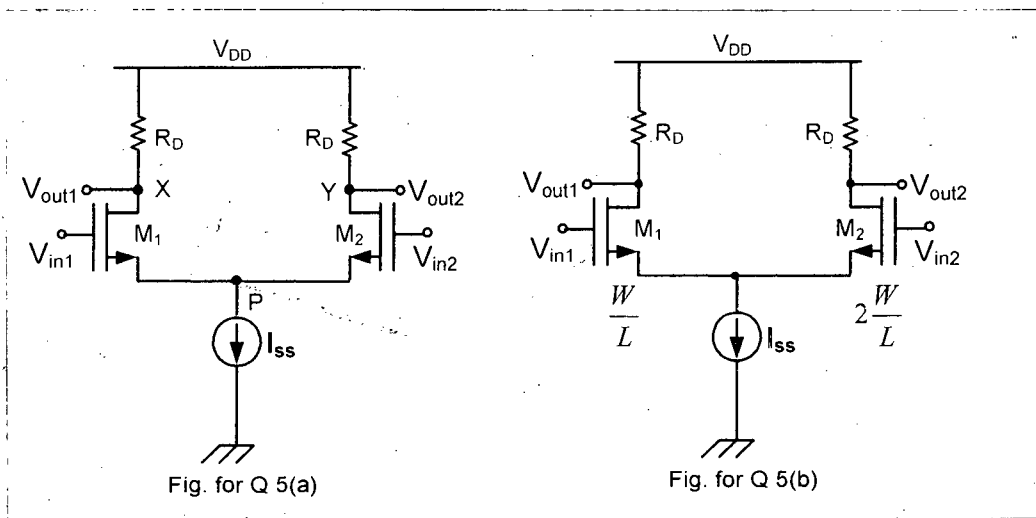 V_DD
R_D
R_D
V_out1
X
Y
V_out2
M_1
M_2
V_in1
V_in2
P
I_ss
Fig. for Q 5(a)
V_DD
R_D
R_D
V_out1
V_out2
M_1
M_2
V_in1
V_in2
W/L
2 W/L
I_ss
Fig. for Q 5(b)